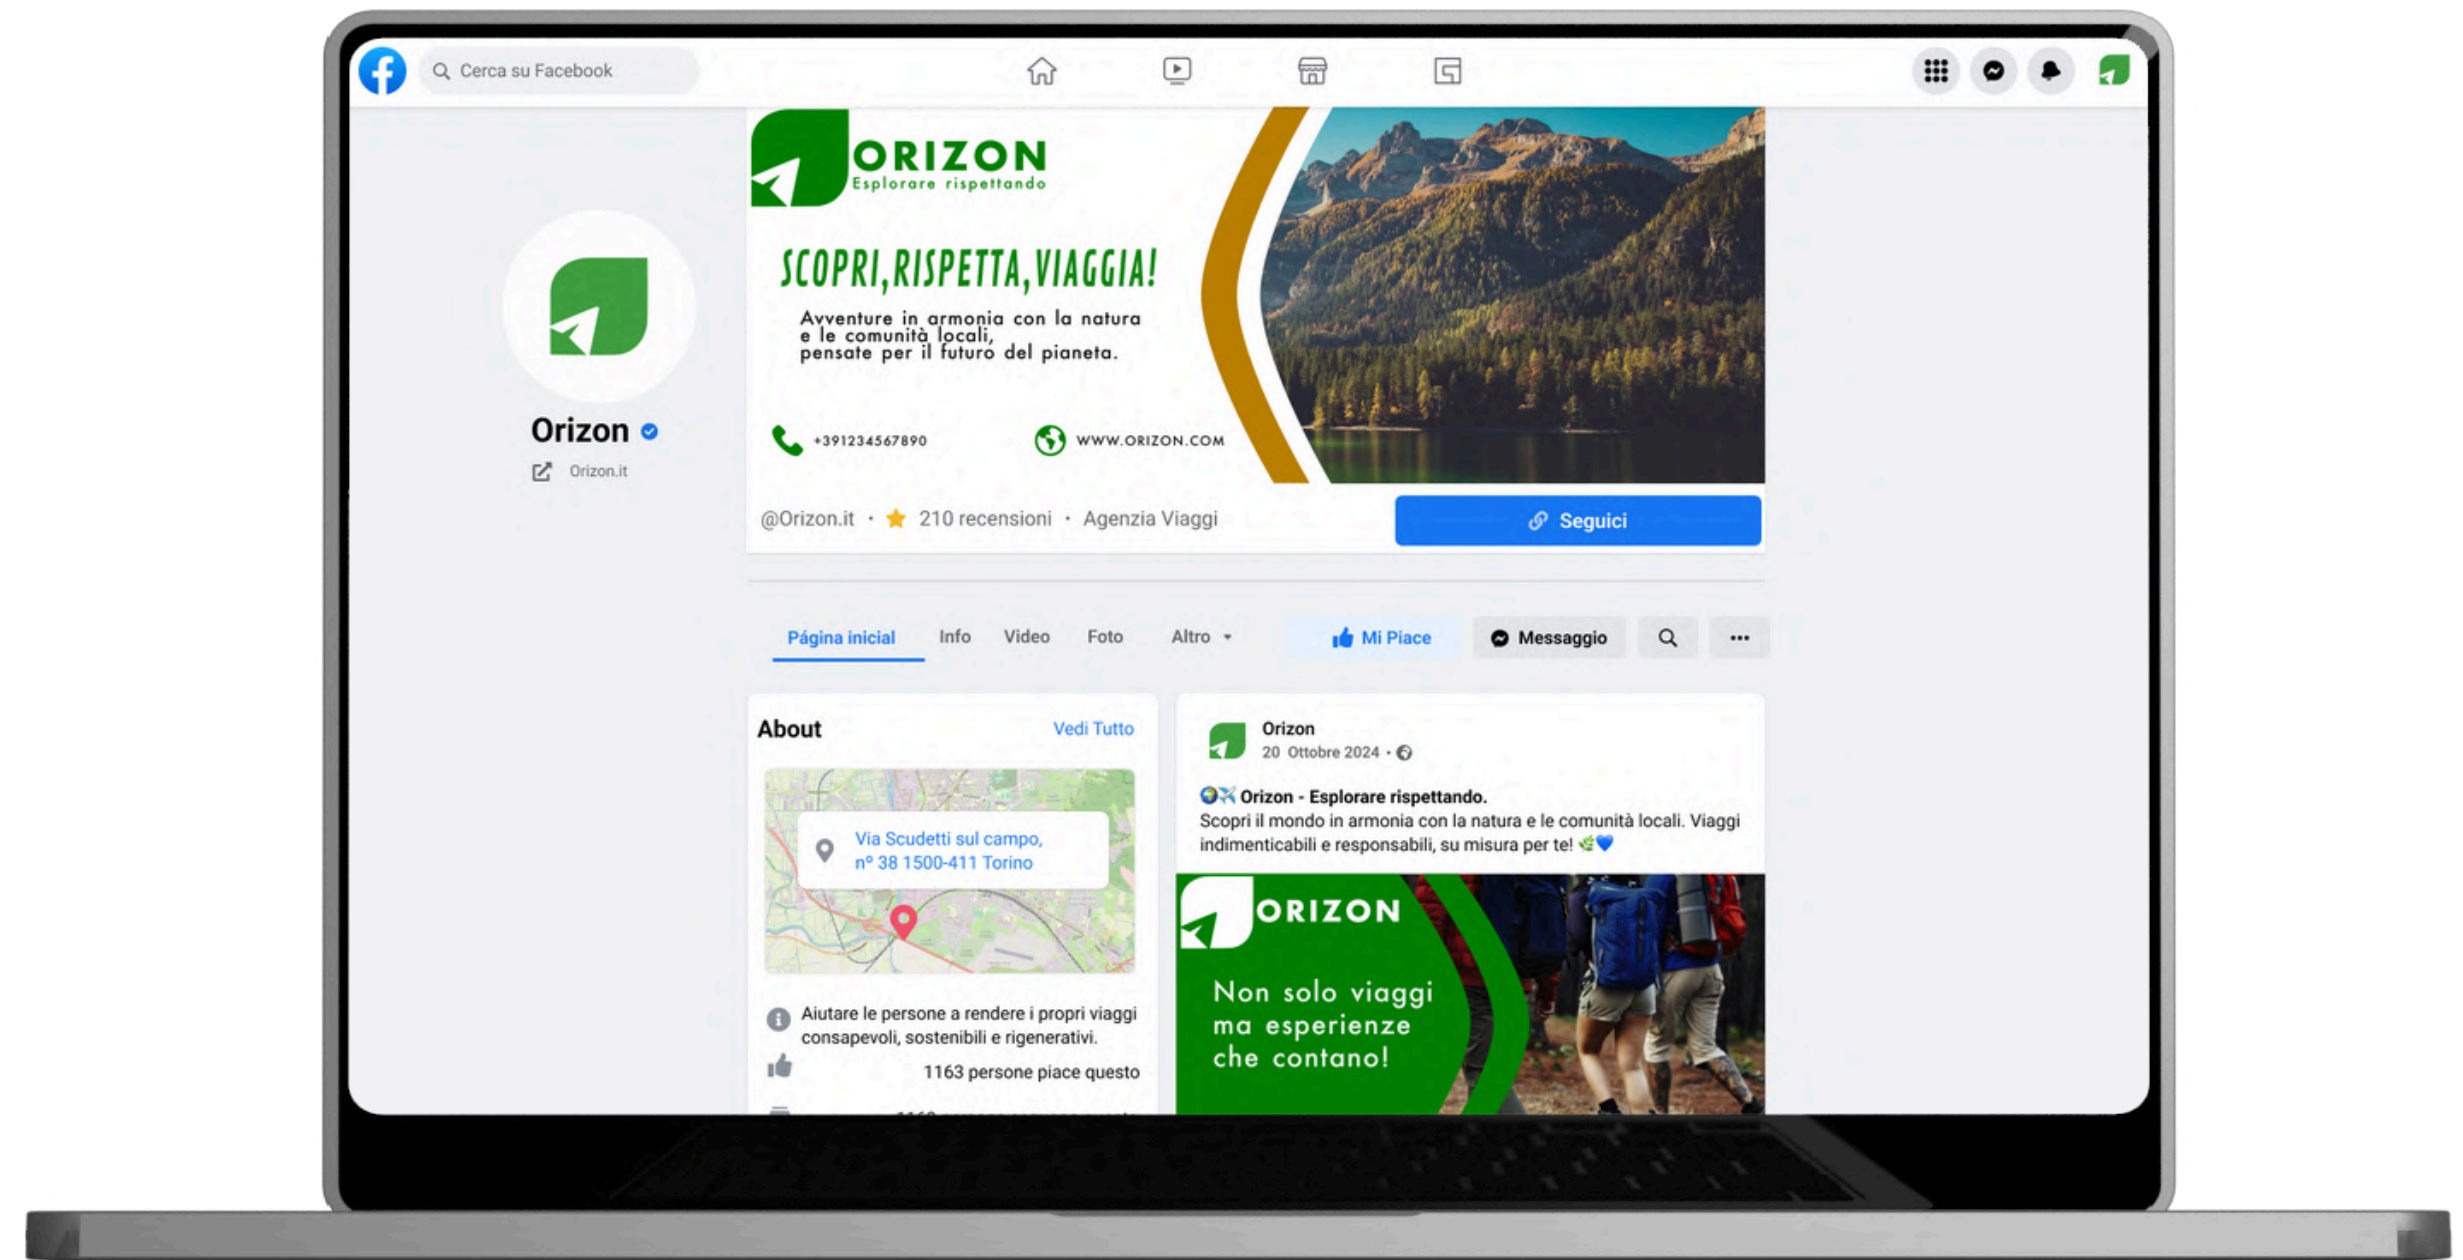 Cerca su Facebook
ORIZON
Esplorare rispettando
SCOPRI,RISPETTA,VIAGGIA!
Avventure in armonia con la natura
e le comunità locali,
pensate per il futuro del pianeta.
+391234567890
WWW.ORIZON.COM
Orizon
Orizon.it
@Orizon.it · 210 recensioni · Agenzia Viaggi
Seguici
Página inicial
Info
Video
Foto
Altro
Mi Piace
Messaggio
About
Vedi Tutto
Via Scudetti sul campo,
nº 38 1500-411 Torino
Aiutare le persone a rendere i propri viaggi
consapevoli, sostenibili e rigenerativi.
1163 persone piace questo
Orizon
20 Ottobre 2024 ·
🌍✈️ Orizon - Esplorare rispettando.
Scopri il mondo in armonia con la natura e le comunità locali. Viaggi
indimenticabili e responsabili, su misura per te! 🌿💙
ORIZON
Non solo viaggi
ma esperienze
che contano!